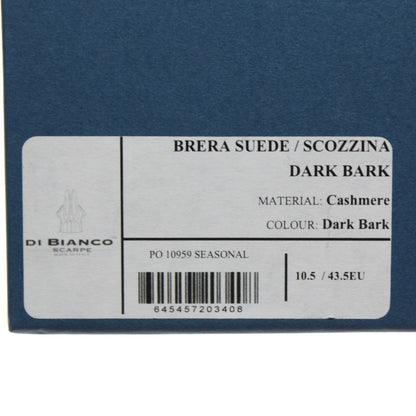 BRERA SUEDE / SCOZZINA
DARK BARK
MATERIAL: Cashmere
COLOUR: Dark Bark
DI BIANCO
SCARPE
PO 10959 SEASONAL
10.5 / 43.5EU
645457203408